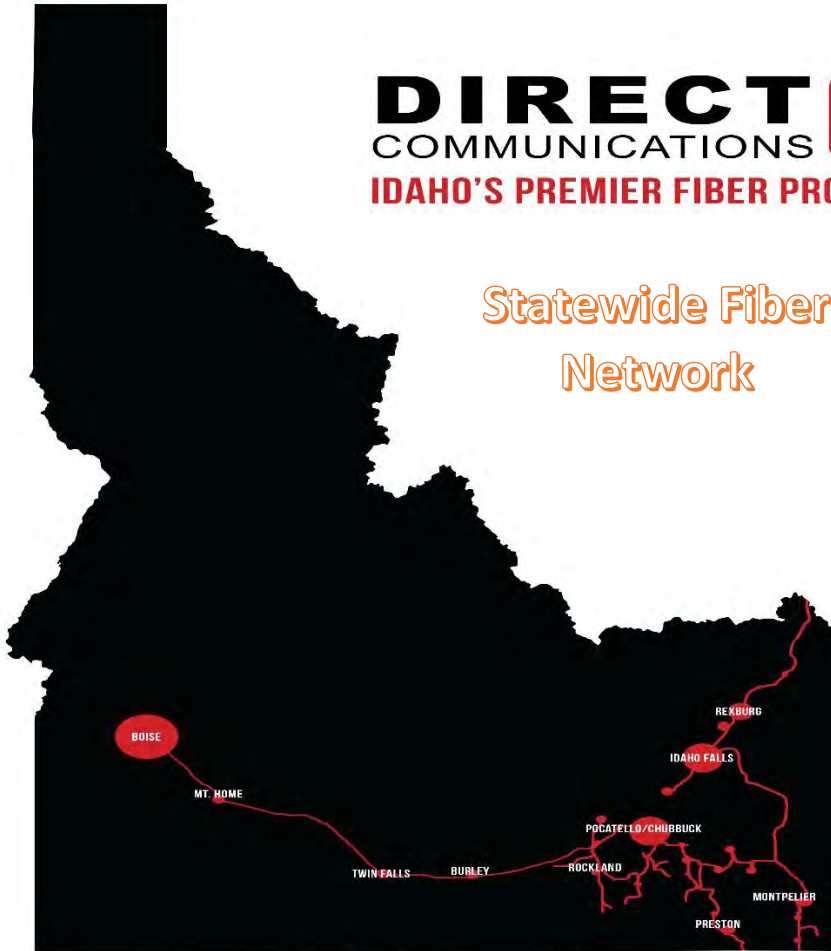 DIRECT
COMMUNICATIONS
IDAHO'S PREMIER FIBER
Statewide Fiber
Network
REXBURG
BOISE
IDAHO FALLS
MT. HOME
POCATELLO/CHUBBUCK
ROCKLAND
BURLEY
TWIN FALLS
MONTPELIER
PRESTON